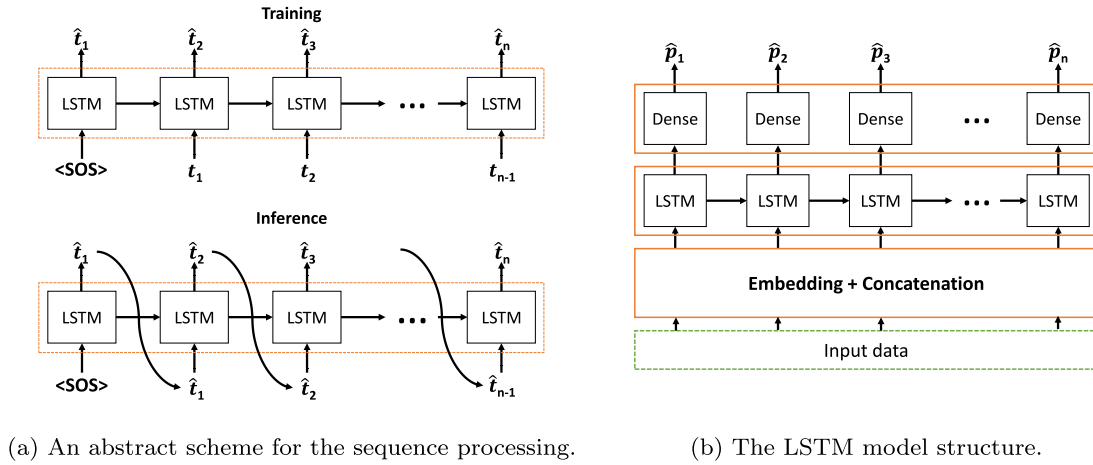 Training
t̂1 t̂2 t̂3 t̂n
LSTM LSTM LSTM ... LSTM
<SOS> t1 t2 tn-1
Inference
t̂1 t̂2 t̂3 t̂n
LSTM LSTM LSTM ... LSTM
<SOS> t̂1 t̂2 t̂n-1
(a) An abstract scheme for the sequence processing.
p̂1 p̂2 p̂3 p̂n
Dense Dense Dense ... Dense
LSTM LSTM LSTM ... LSTM
Embedding + Concatenation
Input data
(b) The LSTM model structure.